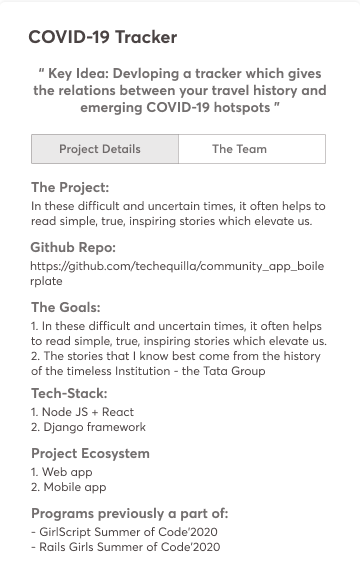 COVID-19 Tracker
“ Key Idea: Devloping a tracker which gives
the relations between your travel history and
emerging COVID-19 hotspots ”
Project Details
The Team
The Project:
In these difficult and uncertain times, it often helps to
read simple, true, inspiring stories which elevate us.
Github Repo:
https://github.com/techequilla/community_app_boile
rplate
The Goals:
1. In these difficult and uncertain times, it often helps
to read simple, true, inspiring stories which elevate us.
2. The stories that I know best come from the history
of the timeless Institution - the Tata Group
Tech-Stack:
1. Node JS + React
2. Django framework
Project Ecosystem
1. Web app
2. Mobile app
Programs previously a part of:
- GirlScript Summer of Code'2020
- Rails Girls Summer of Code'2020